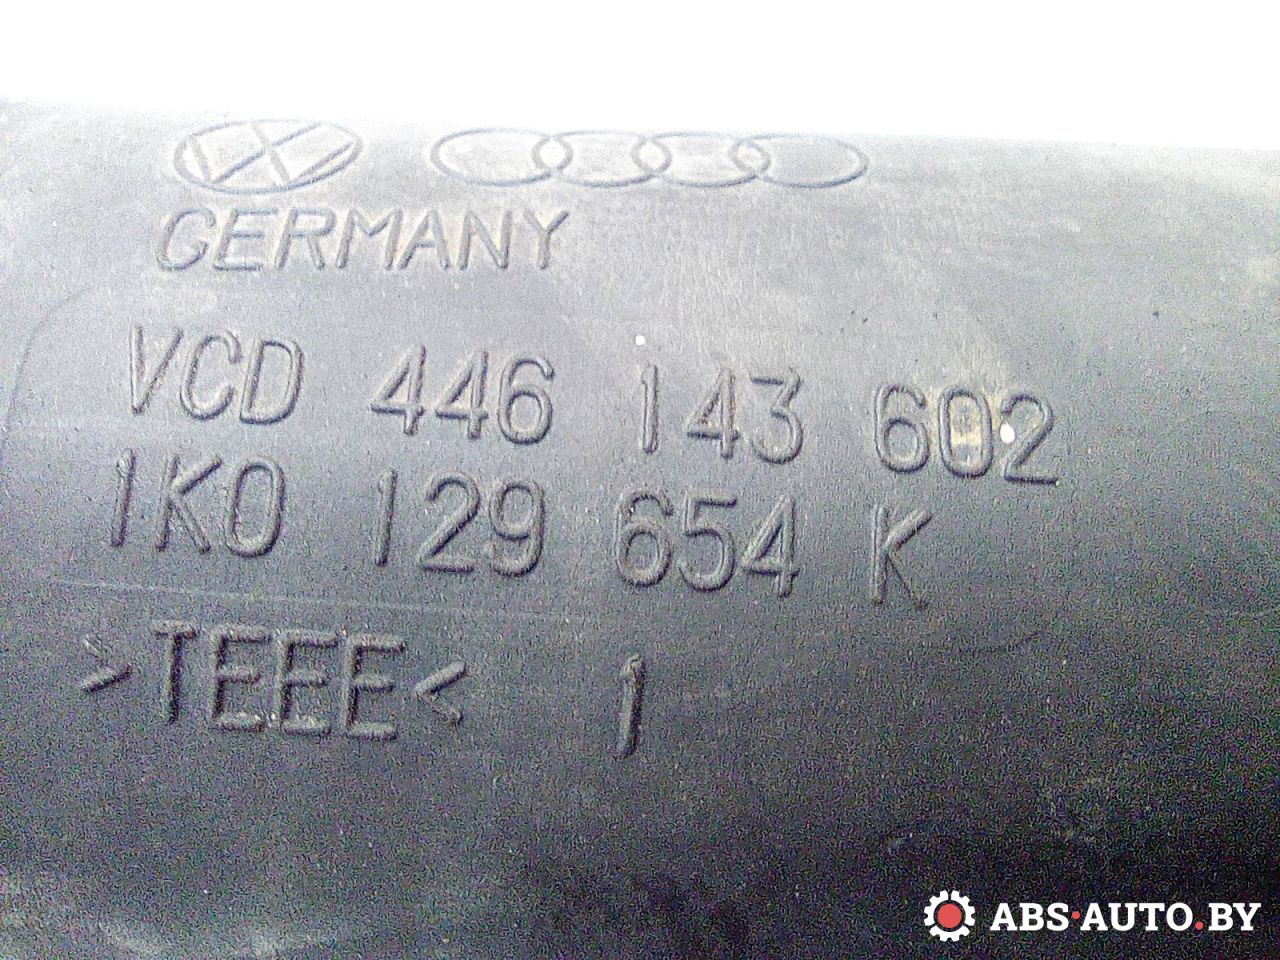 GERMANY
VCD 446 143 602
1K0 129 654 K
>TEEE< 1
ABS-AUTO.BY